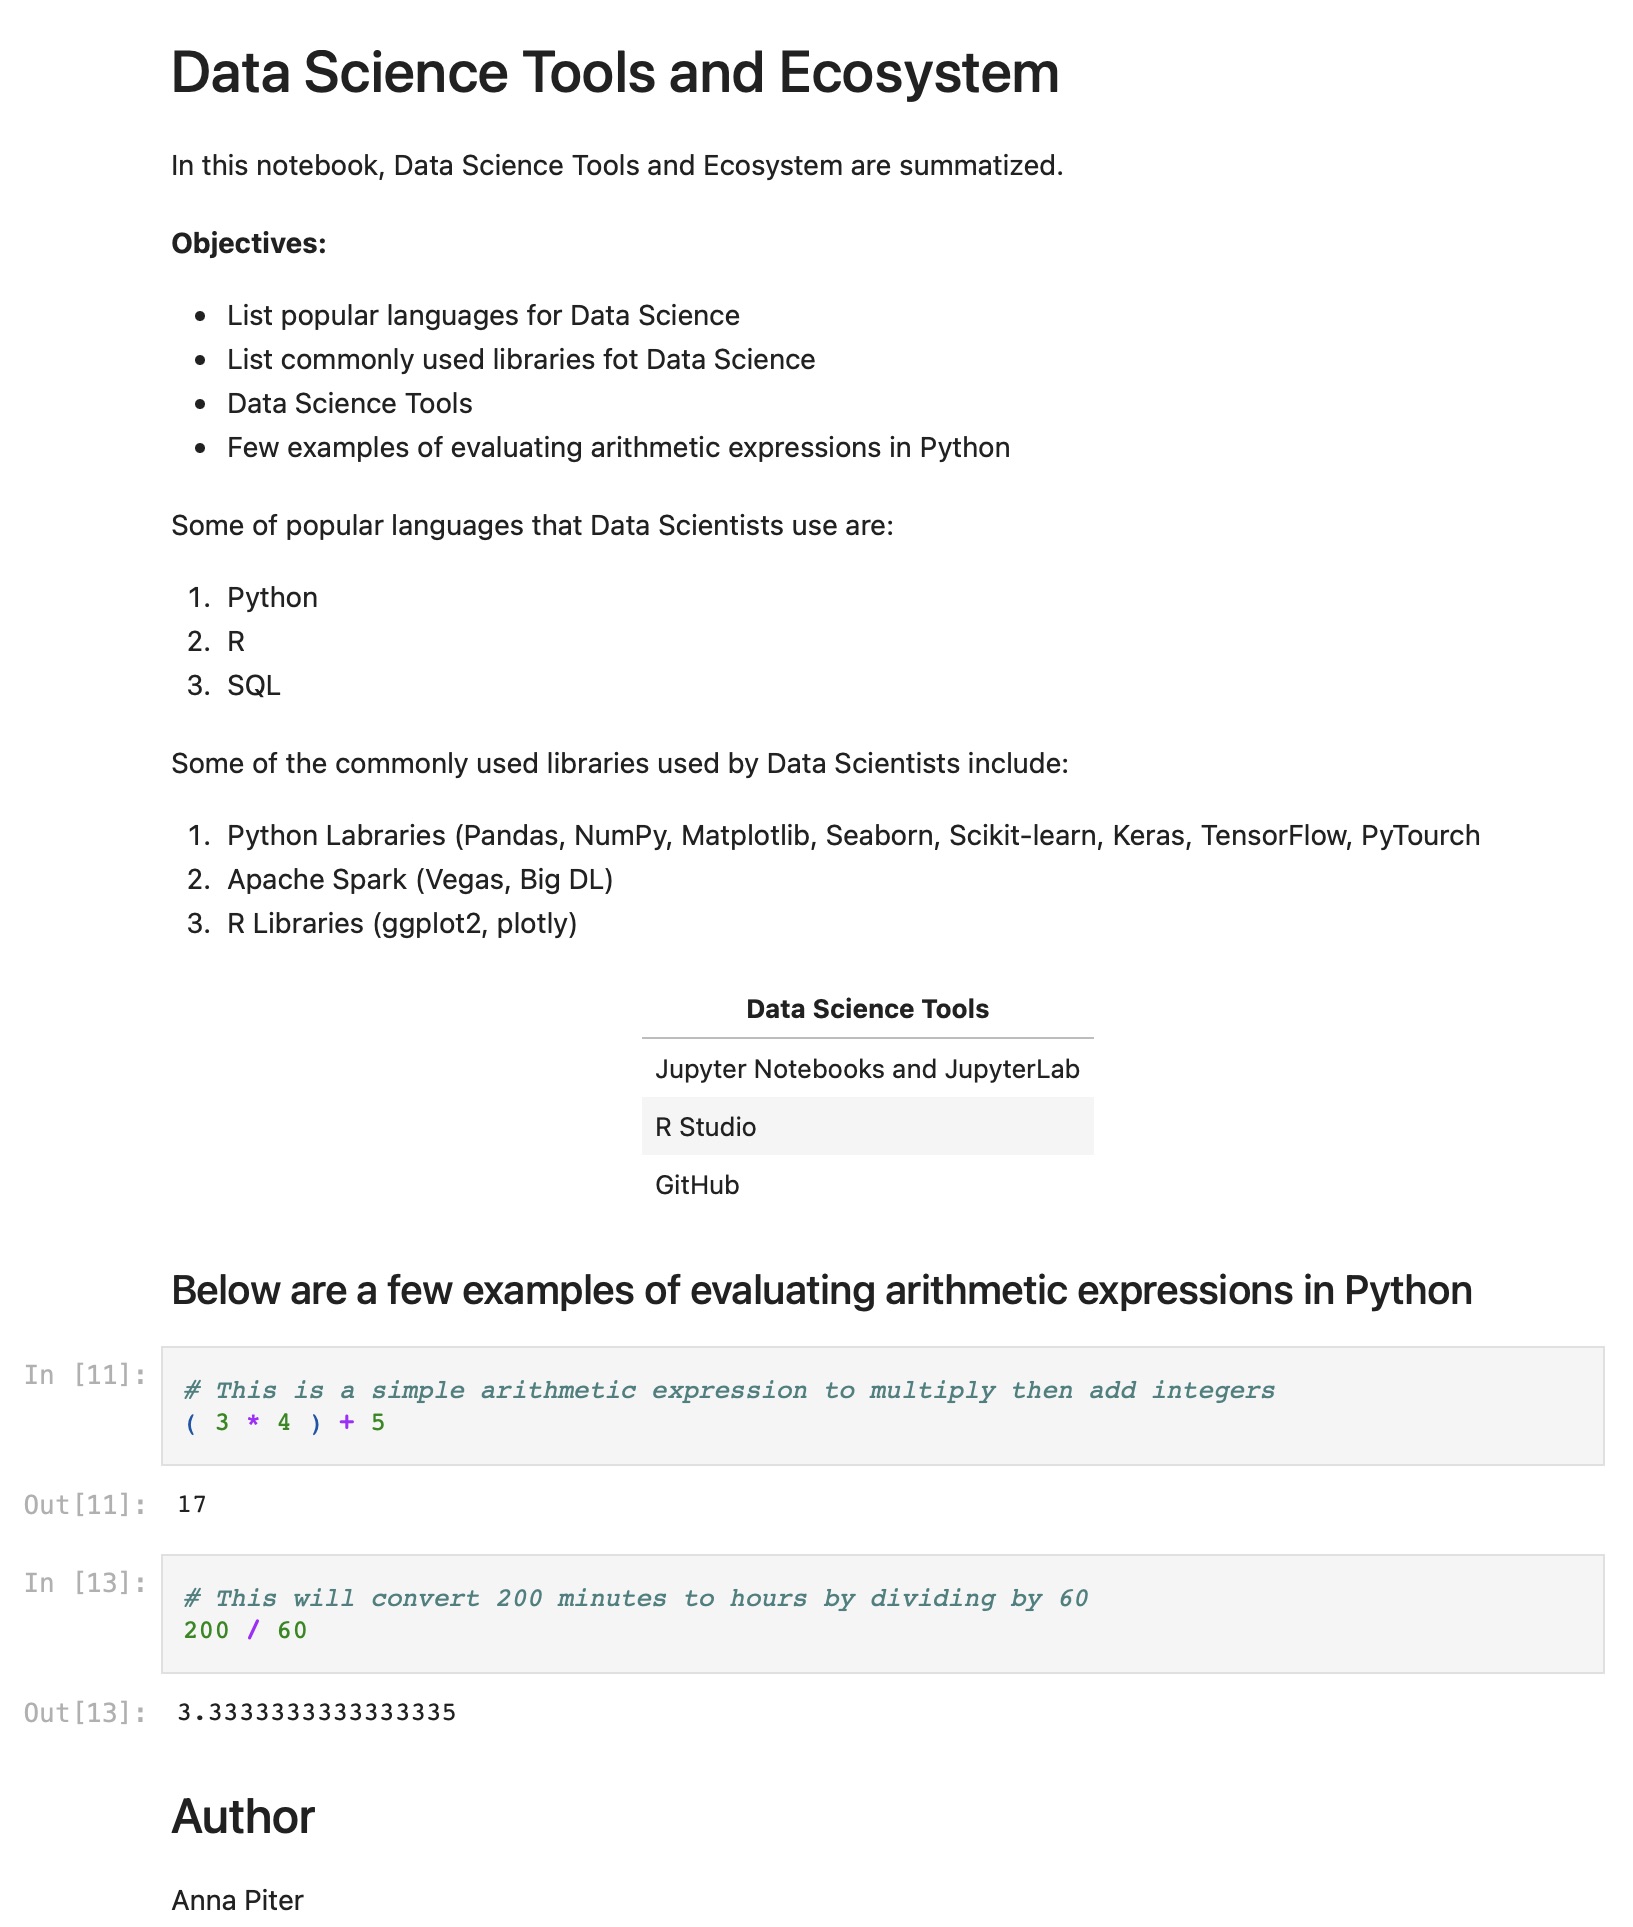 Data Science Tools and Ecosystem
In this notebook, Data Science Tools and Ecosystem are summatized.
Objectives:
• List popular languages for Data Science
• List commonly used libraries fot Data Science
• Data Science Tools
• Few examples of evaluating arithmetic expressions in Python
Some of popular languages that Data Scientists use are:
1. Python
2. R
3. SQL
Some of the commonly used libraries used by Data Scientists include:
1. Python Labraries (Pandas, NumPy, Matplotlib, Seaborn, Scikit-learn, Keras, TensorFlow, PyTourch
2. Apache Spark (Vegas, Big DL)
3. R Libraries (ggplot2, plotly)
Data Science Tools
Jupyter Notebooks and JupyterLab
R Studio
GitHub
Below are a few examples of evaluating arithmetic expressions in Python
In [11]: # This is a simple arithmetic expression to multiply then add integers
( 3 * 4 ) + 5
Out[11]: 17
In [13]: # This will convert 200 minutes to hours by dividing by 60
200 / 60
Out[13]: 3.3333333333333335
Author
Anna Piter